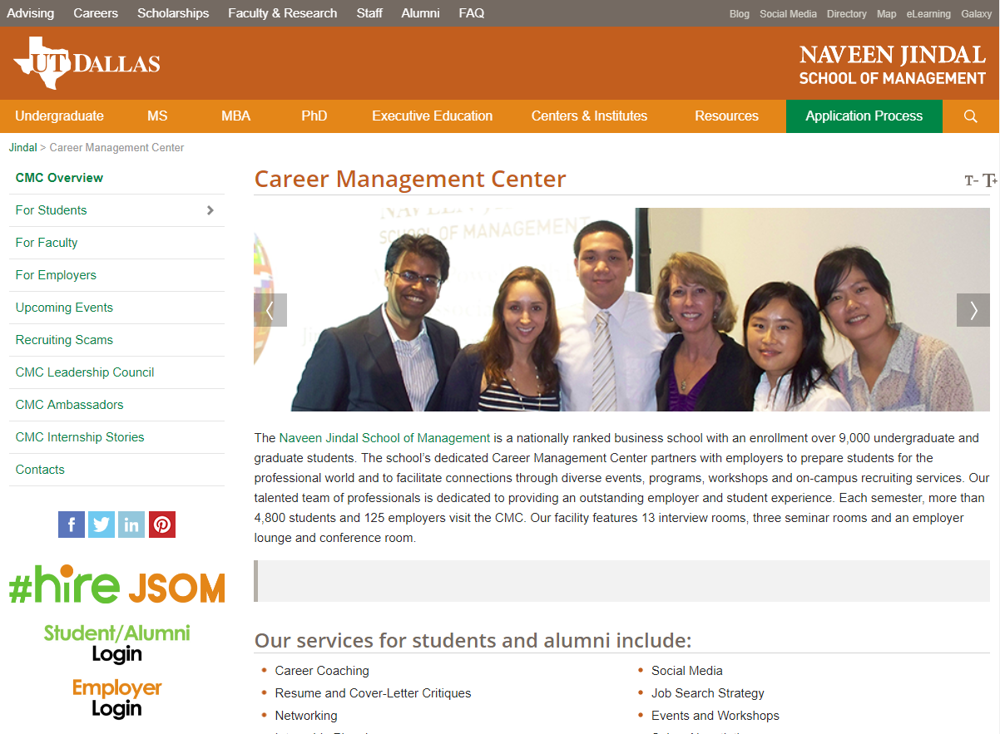 Advising Careers Scholarships Faculty & Research Staff Alumni FAQ Blog Social Media Directory Map eLearning Galaxy
UT DALLAS
NAVEEN JINDAL
SCHOOL OF MANAGEMENT
Undergraduate MS MBA PhD Executive Education Centers & Institutes Resources Application Process
Jindal > Career Management Center
CMC Overview
For Students
For Faculty
For Employers
Upcoming Events
Recruiting Scams
CMC Leadership Council
CMC Ambassadors
CMC Internship Stories
Contacts
#hire JSOM
Student/Alumni
Login
Employer
Login
Career Management Center
T- T+
SCHOOL OF MANAGEMENT
The Naveen Jindal School of Management is a nationally ranked business school with an enrollment over 9,000 undergraduate and
graduate students. The school’s dedicated Career Management Center partners with employers to prepare students for the
professional world and to facilitate connections through diverse events, programs, workshops and on-campus recruiting services. Our
talented team of professionals is dedicated to providing an outstanding employer and student experience. Each semester, more than
4,800 students and 125 employers visit the CMC. Our facility features 13 interview rooms, three seminar rooms and an employer
lounge and conference room.
Our services for students and alumni include:
Career Coaching
Resume and Cover-Letter Critiques
Networking
Social Media
Job Search Strategy
Events and Workshops